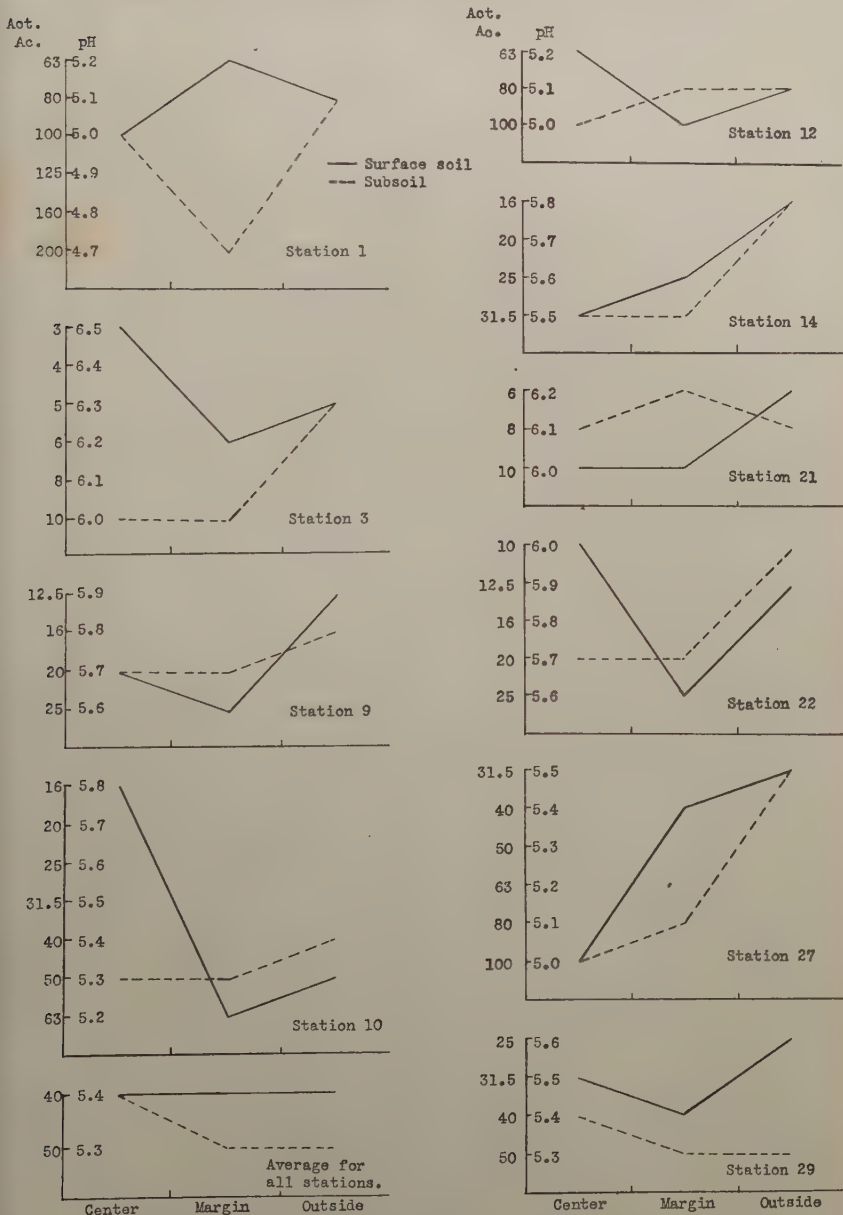 Act.
Ac. pH
63 5.2
80 5.1
100 5.0
125 4.9
160 4.8
200 4.7
Surface soil
Subsoil
Station 1
3 6.5
4 6.4
5 6.3
6 6.2
8 6.1
10 6.0
Station 3
12.5 5.9
16 5.8
20 5.7
25 5.6
Station 9
16 5.8
20 5.7
25 5.6
31.5 5.5
40 5.4
50 5.3
63 5.2
Station 10
40 5.4
50 5.3
Average for
all stations.
Center Margin Outside
Act.
Ac. pH
63 5.2
80 5.1
100 5.0
Station 12
16 5.8
20 5.7
25 5.6
31.5 5.5
Station 14
6 6.2
8 6.1
10 6.0
Station 21
10 6.0
12.5 5.9
16 5.8
20 5.7
25 5.6
Station 22
31.5 5.5
40 5.4
50 5.3
63 5.2
80 5.1
100 5.0
Station 27
25 5.6
31.5 5.5
40 5.4
50 5.3
Station 29
Center Margin Outside